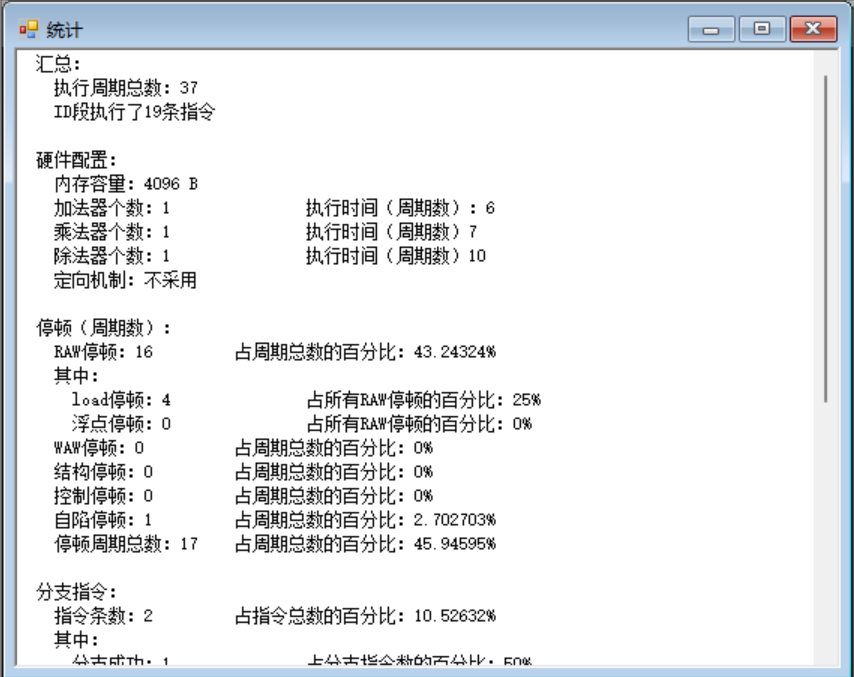 统计
汇总:
执行周期总数: 37
ID段执行了19条指令
硬件配置:
内存容量: 4096 B
加法器个数: 1 执行时间（周期数）: 6
乘法器个数: 1 执行时间（周期数）7
除法器个数: 1 执行时间（周期数）10
定向机制: 不采用
停顿（周期数）:
RAW停顿: 16 占周期总数的百分比: 43.24324%
其中:
load停顿: 4 占所有RAW停顿的百分比: 25%
浮点停顿: 0 占所有RAW停顿的百分比: 0%
WAW停顿: 0 占周期总数的百分比: 0%
结构停顿: 0 占周期总数的百分比: 0%
控制停顿: 0 占周期总数的百分比: 0%
自陷停顿: 1 占周期总数的百分比: 2.702703%
停顿周期总数: 17 占周期总数的百分比: 45.94595%
分支指令:
指令条数: 2 占指令总数的百分比: 10.52632%
其中:
分支成功: 1 占分支指令数的百分比: 50%